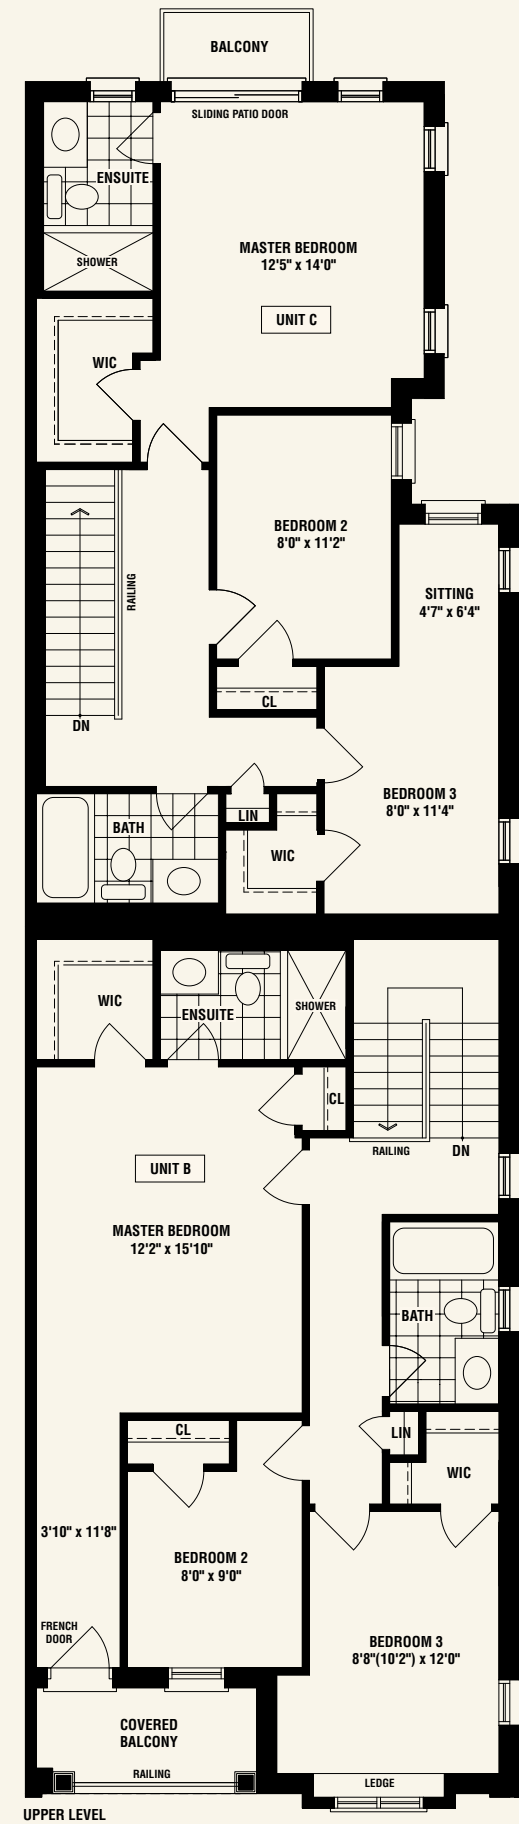 BALCONY
SLIDING PATIO DOOR
ENSUITE
SHOWER
MASTER BEDROOM
12'5" x 14'0"
UNIT C
WIC
BEDROOM 2
8'0" x 11'2"
RAILING
SITTING
4'7" x 6'4"
CL
DN
BEDROOM 3
8'0" x 11'4"
LIN
BATH
WIC
WIC
ENSUITE
SHOWER
CL
RAILING
DN
UNIT B
MASTER BEDROOM
12'2" x 15'10"
BATH
CL
LIN
WIC
3'10" x 11'8"
BEDROOM 2
8'0" x 9'0"
FRENCH
DOOR
BEDROOM 3
8'8"(10'2") x 12'0"
COVERED
BALCONY
RAILING
LEDGE
UPPER LEVEL